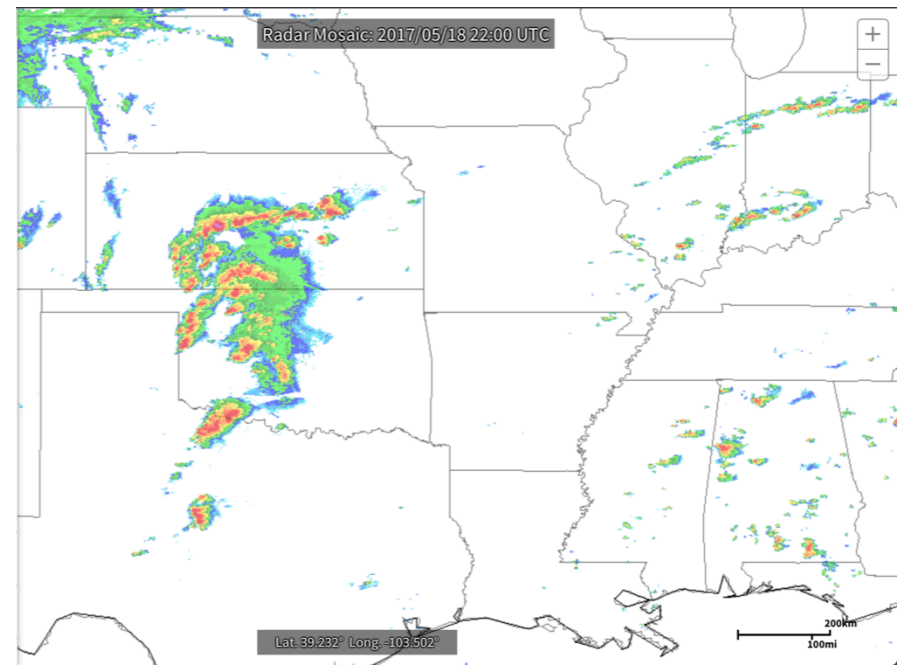 Radar Mosaic: 2017/05/18 22:00 UTC
+
−
200km
100mi
Lat. 39.232° Long. -103.502°